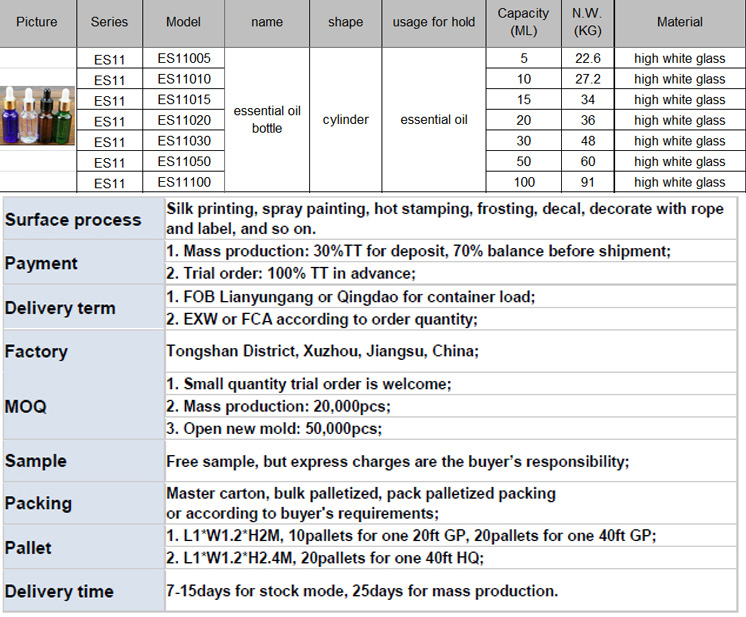 Picture Series Model name shape usage for hold Capacity (ML) N.W. (KG) Material
ES11 ES11005 5 22.6 high white glass
ES11 ES11010 10 27.2 high white glass
ES11 ES11015 15 34 high white glass
essential oil bottle cylinder essential oil
ES11 ES11020 20 36 high white glass
ES11 ES11030 30 48 high white glass
ES11 ES11050 50 60 high white glass
ES11 ES11100 100 91 high white glass
Surface process
Silk printing, spray painting, hot stamping, frosting, decal, decorate with rope
and label, and so on.
Payment
1. Mass production: 30%TT for deposit, 70% balance before shipment;
2. Trial order: 100% TT in advance;
Delivery term
1. FOB Lianyungang or Qingdao for container load;
2. EXW or FCA according to order quantity;
Factory
Tongshan District, Xuzhou, Jiangsu, China;
MOQ
1. Small quantity trial order is welcome;
2. Mass production: 20,000pcs;
3. Open new mold: 50,000pcs;
Sample
Free sample, but express charges are the buyer's responsibility;
Packing
Master carton, bulk palletized, pack palletized packing
or according to buyer's requirements;
Pallet
1. L1*W1.2*H2M, 10pallets for one 20ft GP, 20pallets for one 40ft GP;
2. L1*W1.2*H2.4M, 20pallets for one 40ft HQ;
Delivery time
7-15days for stock mode, 25days for mass production.